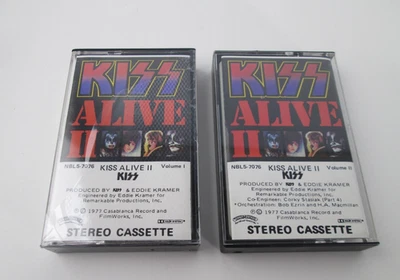 KISS
ALIVE
II
NBL5-7076 KISS ALIVE II Volume I
KISS
PRODUCED BY KISS & EDDIE KRAMER
Engineered by Eddie Kramer for
Remarkable Productions, Inc.
℗ © 1977 Casablanca Record and
FilmWorks, Inc.
STEREO CASSETTE
KISS
ALIVE
II
NBL5-7076 KISS ALIVE II Volume II
KISS
PRODUCED BY KISS & EDDIE KRAMER
Engineered by Eddie Kramer for
Remarkable Productions, Inc.
Co-Engineer: Corky Stasiak (Part 4)
*Orchestration: Bob Ezrin and H.A. Macmillan
℗ © 1977 Casablanca Record and
FilmWorks, Inc.
STEREO CASSETTE